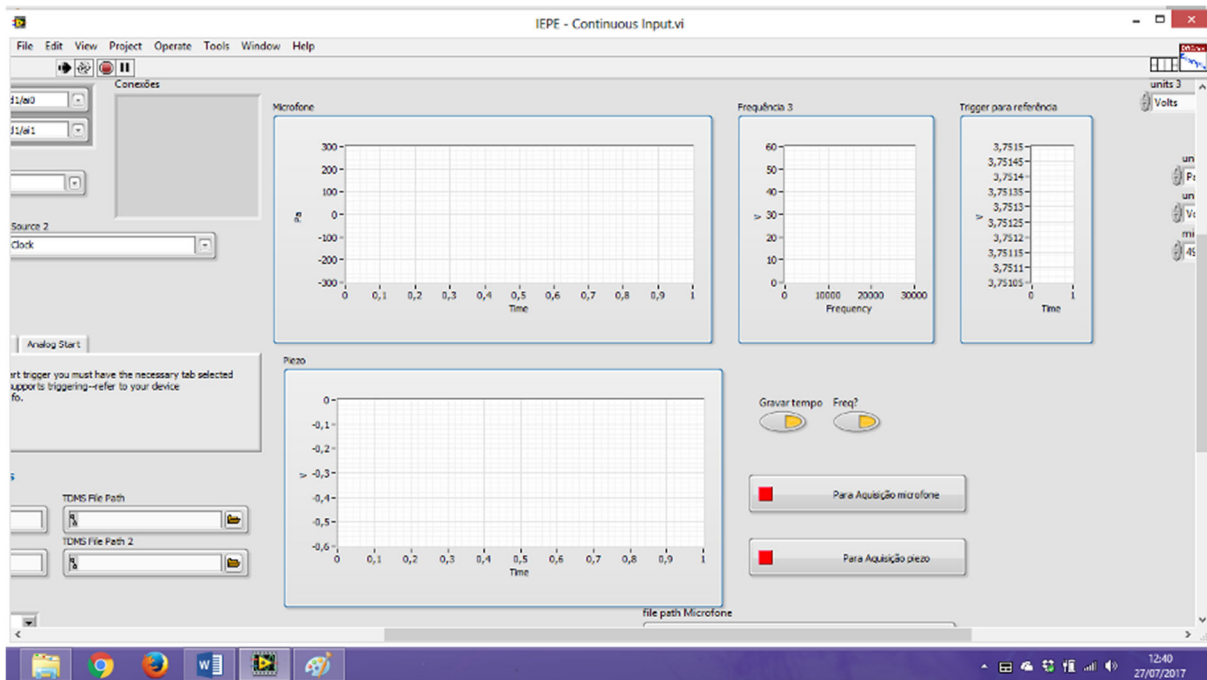 IEPE - Continuous Input.vi
File Edit View Project Operate Tools Window Help
Conexões
d1/ai0
d1/ai1
Source 2
Clock
Analog Start
art trigger you must have the necessary tab selected
supports triggering--refer to your device
fo.
TDMS File Path
TDMS File Path 2
Microfone
Pa
300
200
100
0
-100
-200
-300
0 0,1 0,2 0,3 0,4 0,5 0,6 0,7 0,8 0,9 1
Time
Frequência 3
V
60
50
40
30
20
10
0
0 10000 20000 30000
Frequency
Trigger para referência
V
3,7515
3,75145
3,7514
3,75135
3,7513
3,75125
3,7512
3,75115
3,7511
3,75105
0 1
Time
units 3
Volts
un
Pa
un
Vo
mi
49
Piezo
V
0
-0,1
-0,2
-0,3
-0,4
-0,5
-0,6
0 0,1 0,2 0,3 0,4 0,5 0,6 0,7 0,8 0,9 1
Time
Gravar tempo Freq?
Para Aquisição microfone
Para Aquisição piezo
file path Microfone
12:40
27/07/2017